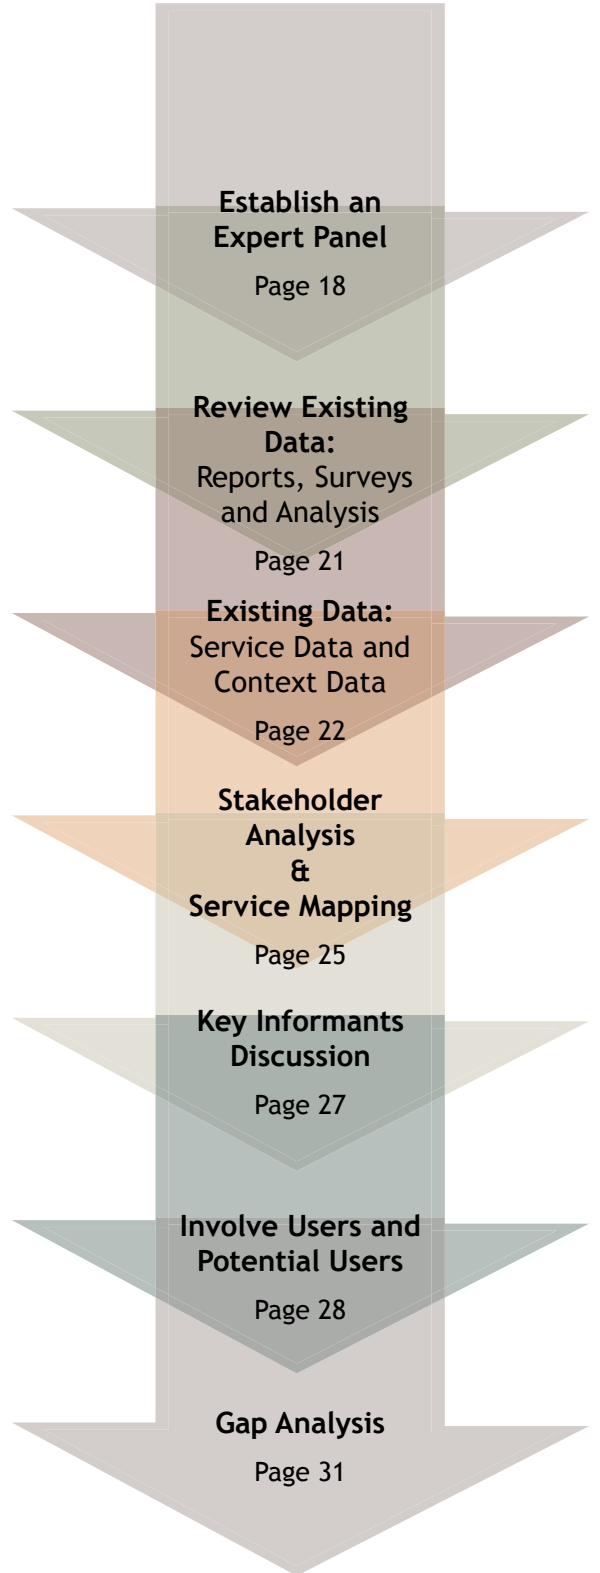 Establish an
Expert Panel
Page 18
Review Existing
Data:
Reports, Surveys
and Analysis
Page 21
Existing Data:
Service Data and
Context Data
Page 22
Stakeholder
Analysis
&
Service Mapping
Page 25
Key Informants
Discussion
Page 27
Involve Users and
Potential Users
Page 28
Gap Analysis
Page 31